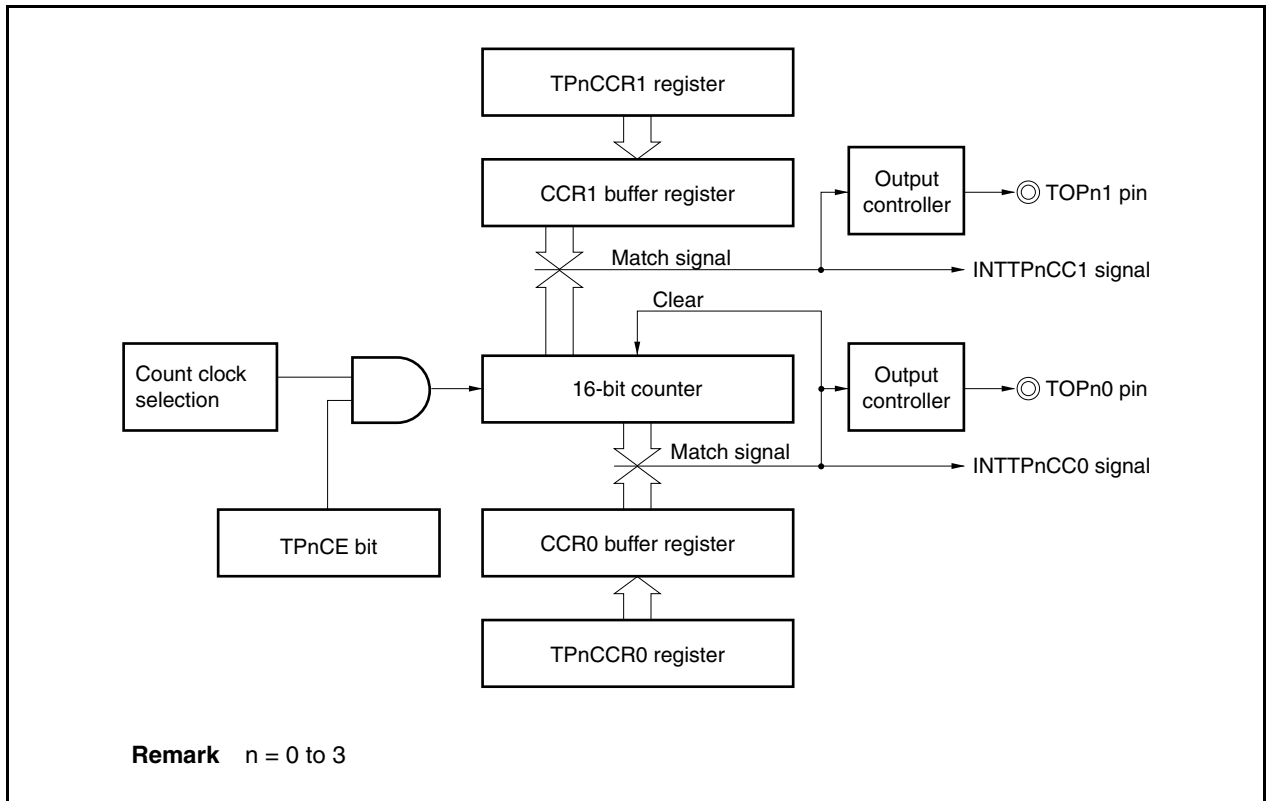 TPnCCR1 register
CCR1 buffer register
Output
controller
TOPn1 pin
Match signal
INTTPnCC1 signal
Clear
Count clock
selection
16-bit counter
Output
controller
TOPn0 pin
Match signal
INTTPnCC0 signal
TPnCE bit
CCR0 buffer register
TPnCCR0 register
Remark n = 0 to 3